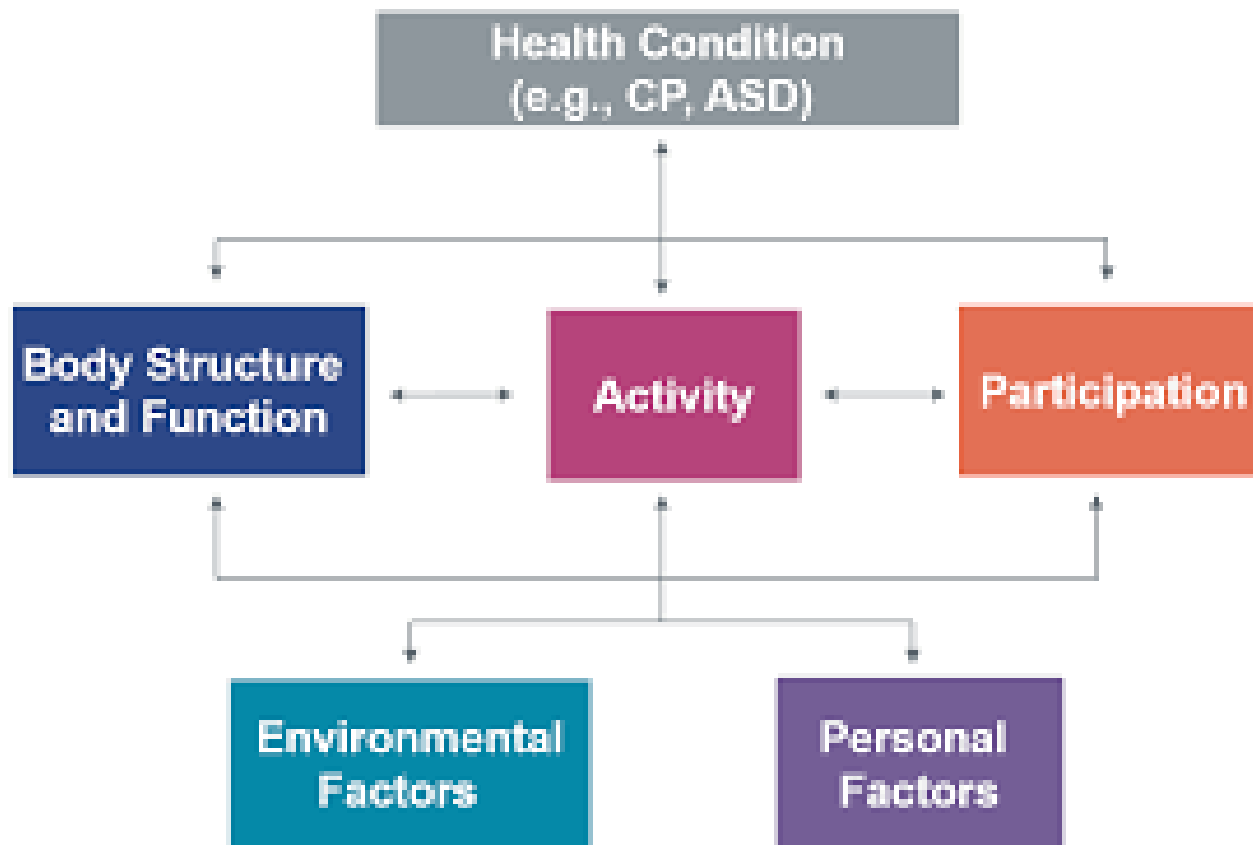 Health Condition
(e.g., CP, ASD)
Body Structure
and Function
Activity
Participation
Environmental
Factors
Personal
Factors